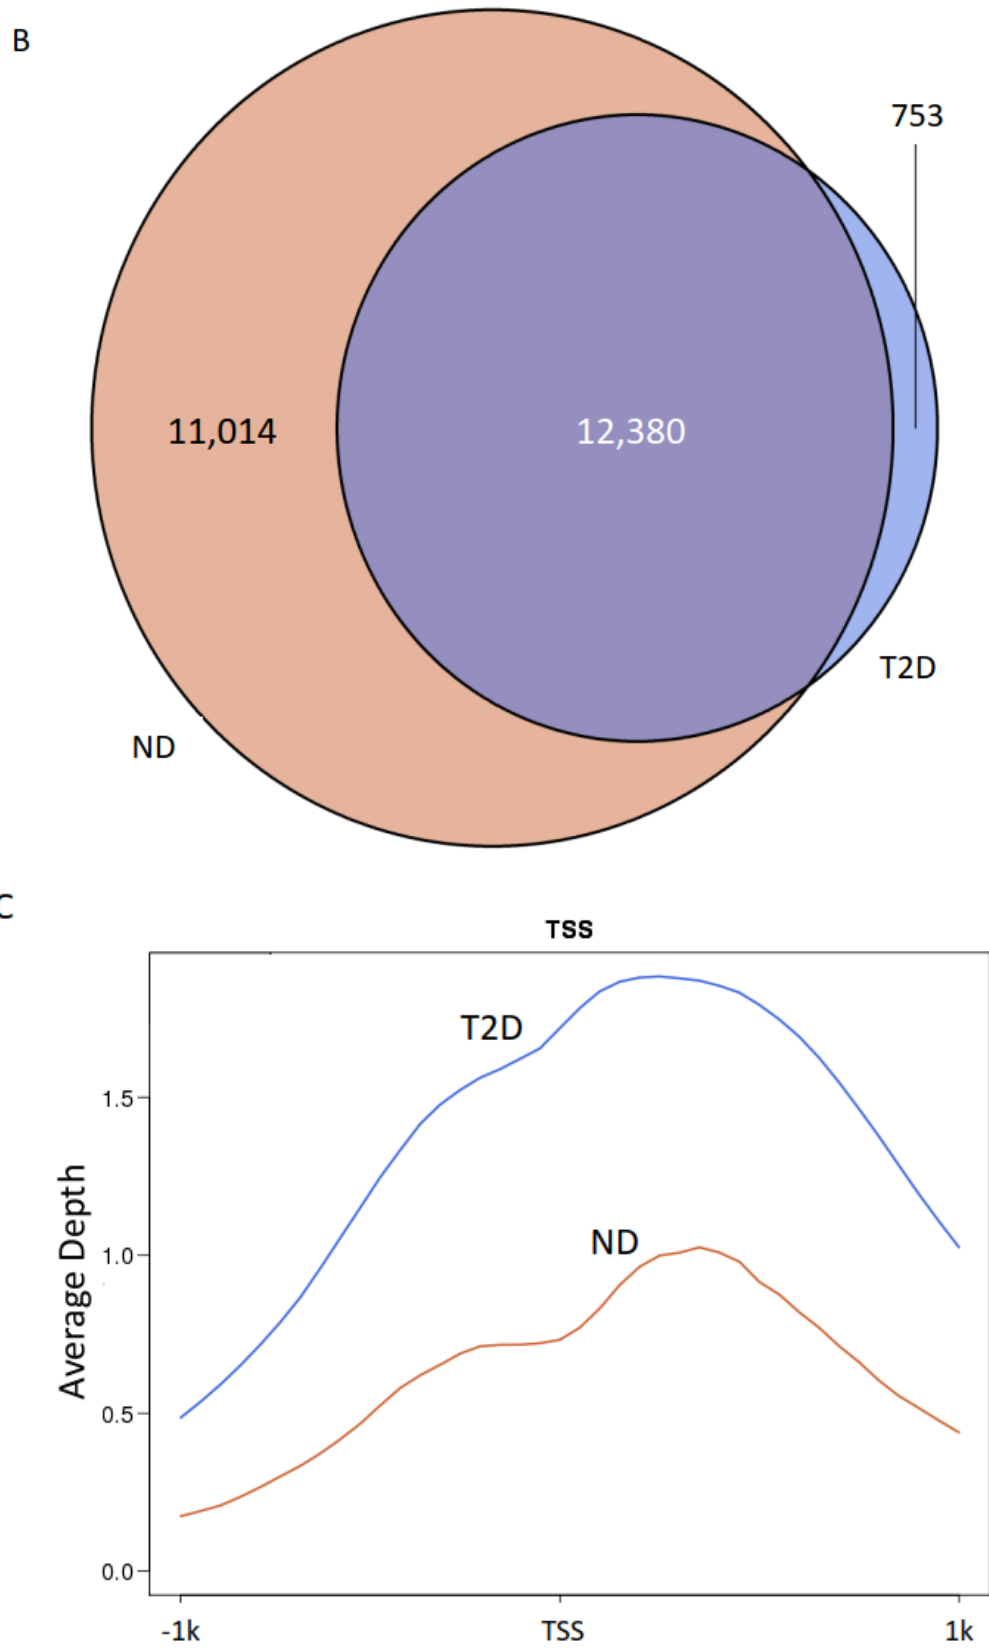 B
753
11,014
12,380
T2D
ND
C
TSS
T2D
1.5
ND
1.0
Average Depth
0.5
0.0
-1k
TSS
1k